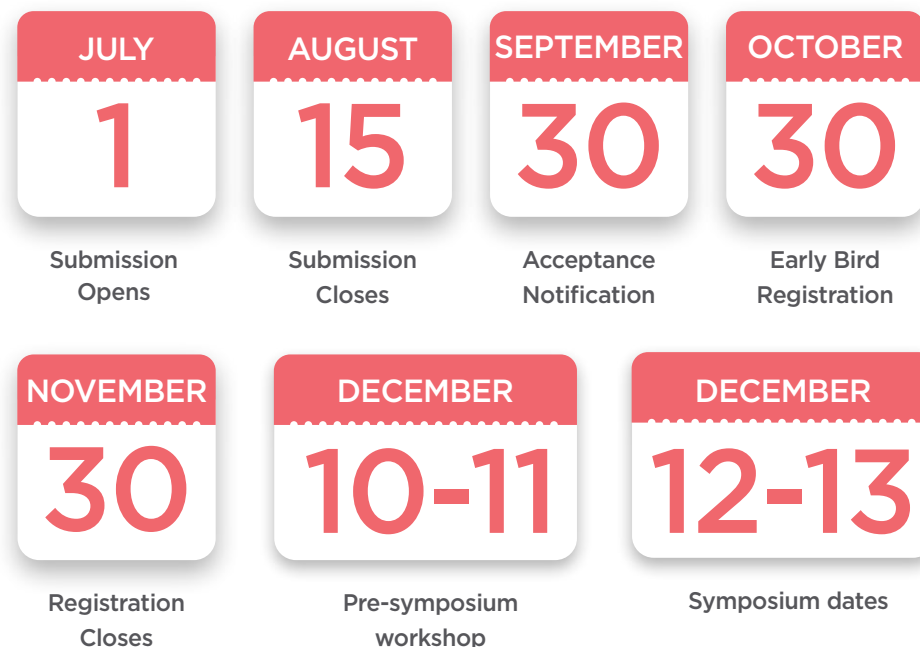 JULY
1
Submission
Opens
AUGUST
15
Submission
Closes
SEPTEMBER
30
Acceptance
Notification
OCTOBER
30
Early Bird
Registration
NOVEMBER
30
Registration
Closes
DECEMBER
10-11
Pre-symposium
workshop
DECEMBER
12-13
Symposium dates